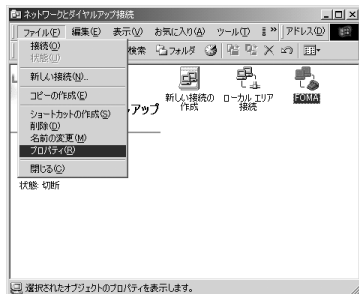 ネットワークとダイヤルアップ接続
ファイル(F) 編集(E) 表示(V) お気に入り(A) ツール(T) » アドレス(D)
接続(O)
状態(U)
検索 フォルダ
新しい接続(N)...
コピーの作成(E)
ショートカットの作成(S)
削除(D)
名前の変更(M)
プロパティ(R)
閉じる(C)
アップ
新しい接続の作成
ローカル エリア接続
FOMA
状態: 切断
選択されたオブジェクトのプロパティを表示します。